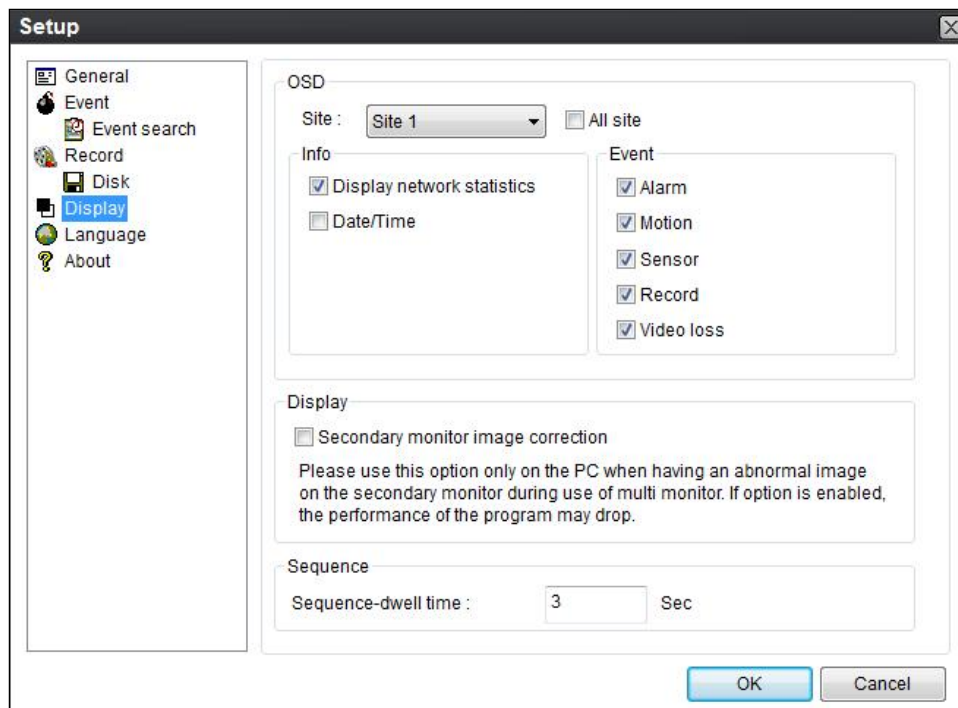 Setup
General
Event
Event search
Record
Disk
Display
Language
About
OSD
Site :
Site 1
All site
Info
Display network statistics
Date/Time
Event
Alarm
Motion
Sensor
Record
Video loss
Display
Secondary monitor image correction
Please use this option only on the PC when having an abnormal image
on the secondary monitor during use of multi monitor. If option is enabled,
the performance of the program may drop.
Sequence
Sequence-dwell time :
3
Sec
OK
Cancel